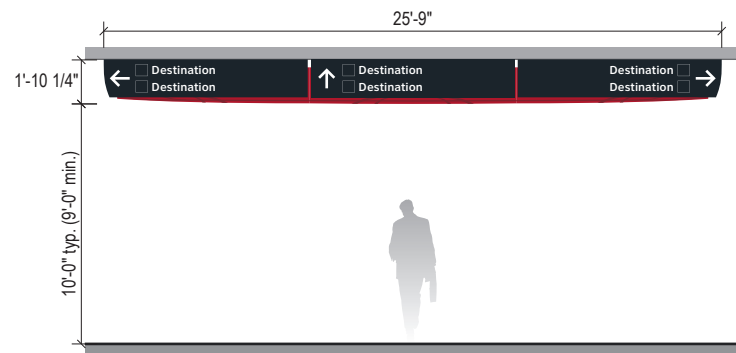 25'-9"
1'-10 1/4"
← □ Destination ↑ □ Destination Destination □ →
□ Destination □ Destination Destination □
10'-0" typ. (9'-0" min.)